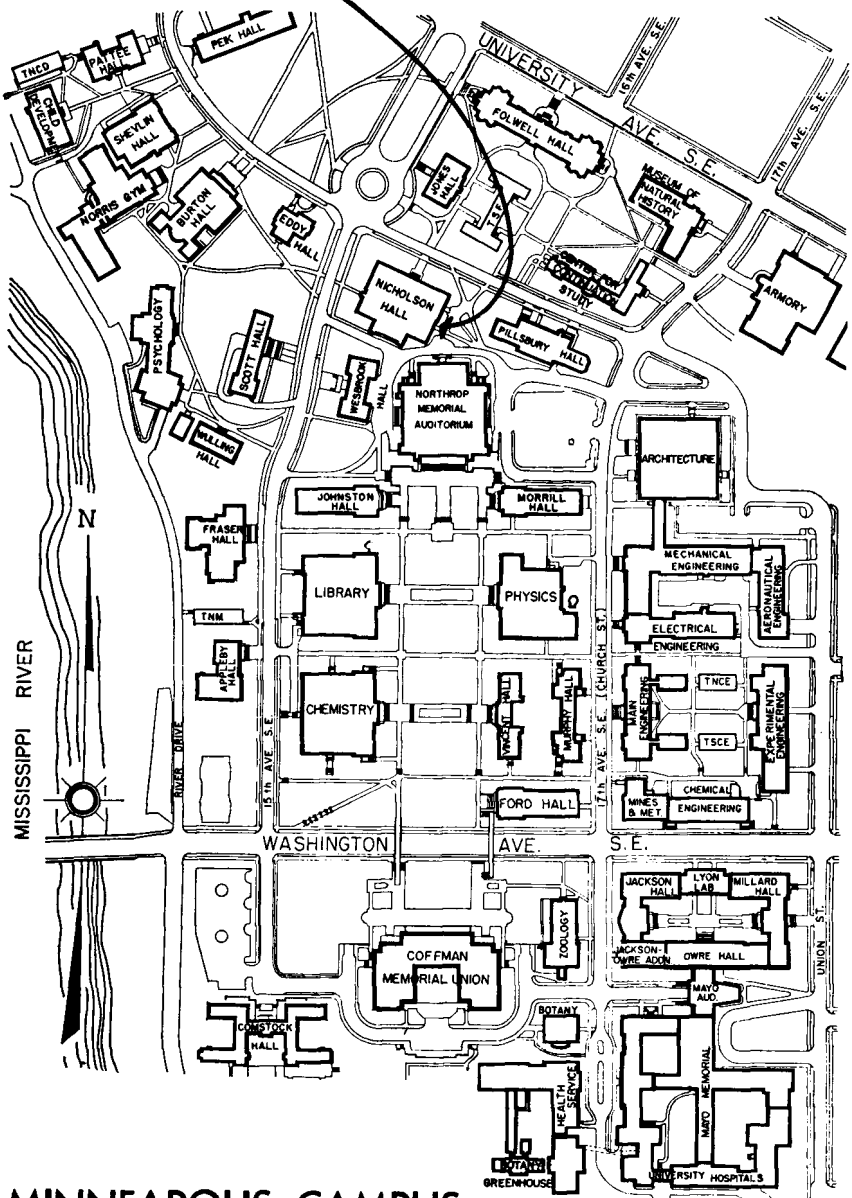 PEIK HALL
UNIVERSITY AVE. S.E.
16th AVE. S.E.
17th AVE. S.E.
TNCD
PATTEE
HALL
CHILD
DEVELOPM
SHEVLIN
HALL
NORRIS GYM
BURTON
HALL
EDDY
HALL
JONES
HALL
T.S.F.
FOLWELL HALL
MUSEUM OF
NATURAL
HISTORY
CENTER FOR
CONTINUATION
STUDY
ARMORY
NICHOLSON
HALL
PILLSBURY HALL
PSYCHOLOGY
SCOTT HALL
WESBROOK
HALL
WULLING
HALL
NORTHROP
MEMORIAL
AUDITORIUM
ARCHITECTURE
JOHNSTON
HALL
MORRILL
HALL
N
FRASER
HALL
LIBRARY
PHYSICS
MECHANICAL
ENGINEERING
AERONAUTICAL
ENGINEERING
TNM
ELECTRICAL
ENGINEERING
APPLEBY
HALL
CHEMISTRY
VINCENT HALL
MURPHY HALL
17th AVE. S.E. (CHURCH ST.)
MAIN
ENGINEERING
TNCE
TSCE
EXPERIMENTAL
ENGINEERING
MISSISSIPPI RIVER
RIVER DRIVE
15th AVE. S.E.
FORD HALL
MINES
& MET.
CHEMICAL
ENGINEERING
WASHINGTON AVE. S.E.
JACKSON
HALL
LYON
LAB
MILLARD
HALL
ZOOLOGY
JACKSON-
OWRE ADDN
OWRE HALL
UNION ST.
COFFMAN
MEMORIAL UNION
MAYO
AUD.
COMSTOCK
HALL
BOTANY
HEALTH
SERVICE
MAYO MEMORIAL
BOTANY
GREENHOUSE
UNIVERSITY HOSPITALS
MINNEAPOLIS CAMPUS